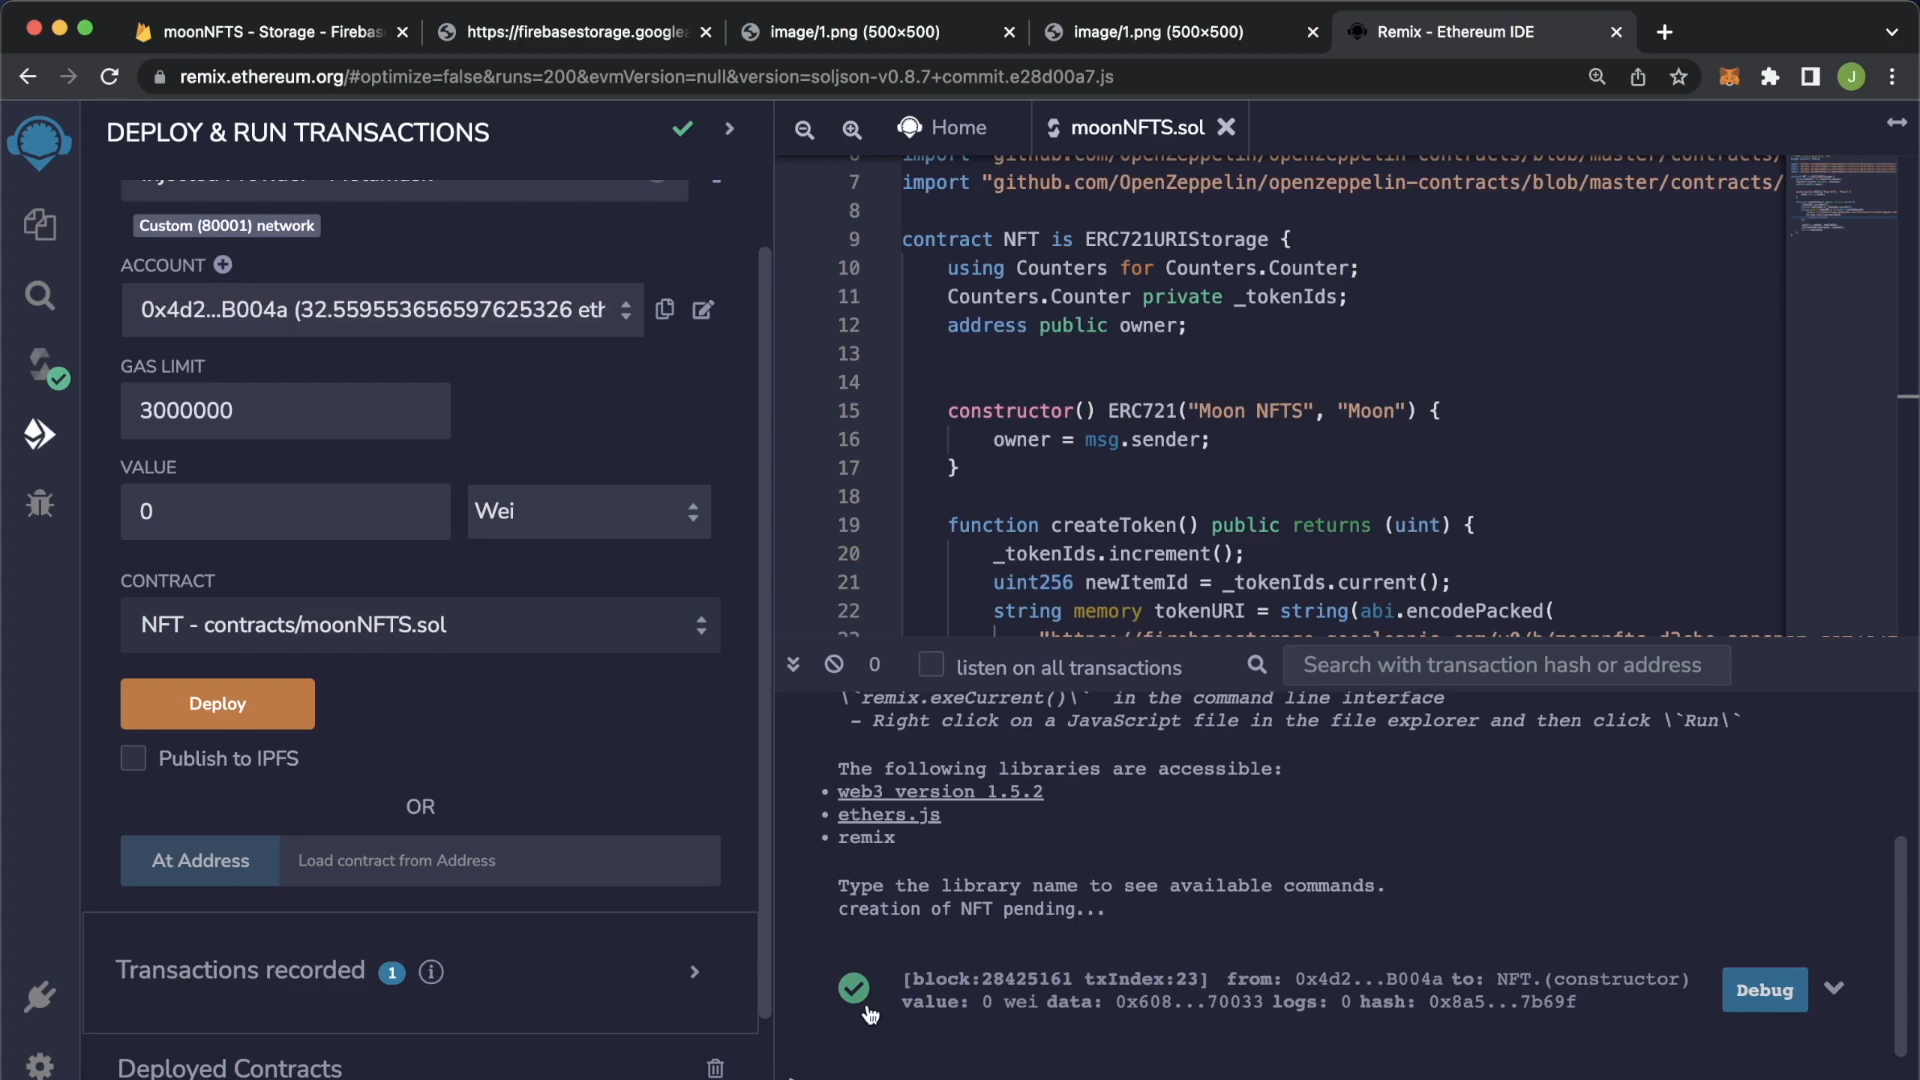 moonNFTS - Storage - Firebas
https://firebasestorage.googlea
image/1.png (500×500)
image/1.png (500×500)
Remix - Ethereum IDE
remix.ethereum.org/#optimize=false&runs=200&evmVersion=null&version=soljson-v0.8.7+commit.e28d00a7.js
J
DEPLOY & RUN TRANSACTIONS
Custom (80001) network
ACCOUNT
0x4d2...B004a (32.559553656597625326 eth
GAS LIMIT
3000000
VALUE
0
Wei
CONTRACT
NFT - contracts/moonNFTS.sol
Deploy
Publish to IPFS
OR
At Address
Load contract from Address
Transactions recorded 1
Deployed Contracts
Home
moonNFTS.sol
7 import "github.com/OpenZeppelin/openzeppelin-contracts/blob/master/contracts/
8
9 contract NFT is ERC721URIStorage {
10 using Counters for Counters.Counter;
11 Counters.Counter private _tokenIds;
12 address public owner;
13
14
15 constructor() ERC721("Moon NFTS", "Moon") {
16 owner = msg.sender;
17 }
18
19 function createToken() public returns (uint) {
20 _tokenIds.increment();
21 uint256 newItemId = _tokenIds.current();
22 string memory tokenURI = string(abi.encodePacked(
0
listen on all transactions
Search with transaction hash or address
\`remix.exeCurrent()\` in the command line interface
- Right click on a JavaScript file in the file explorer and then click \`Run\`
The following libraries are accessible:
• web3 version 1.5.2
• ethers.js
• remix
Type the library name to see available commands.
creation of NFT pending...
[block:28425161 txIndex:23] from: 0x4d2...B004a to: NFT.(constructor)
value: 0 wei data: 0x608...70033 logs: 0 hash: 0x8a5...7b69f
Debug